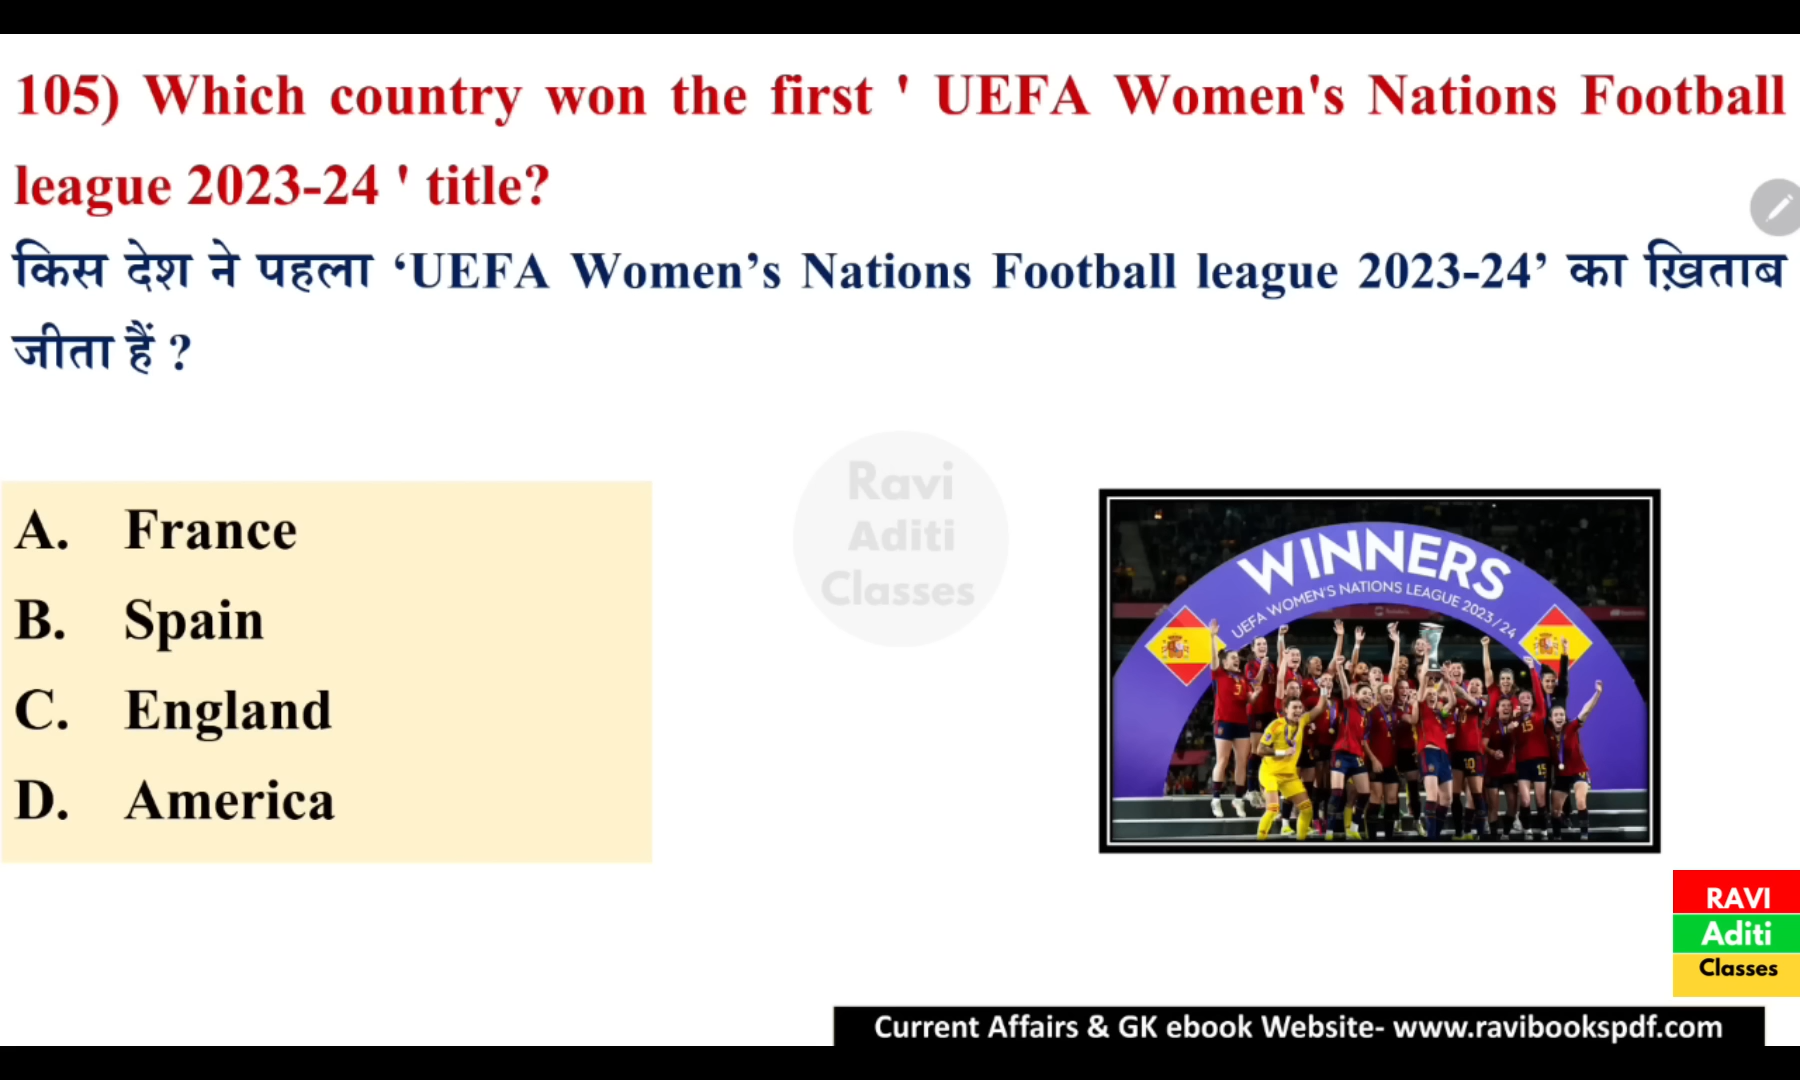 105) Which country won the first ' UEFA Women's Nations Football
league 2023-24 ' title?
किस देश ने पहला ‘UEFA Women’s Nations Football league 2023-24’ का ख़िताब
जीता हैं ?
Ravi
Aditi
Classes
A. France
B. Spain
C. England
D. America
WINNERS
UEFA WOMEN'S NATIONS LEAGUE 2023/24
RAVI
Aditi
Classes
Current Affairs & GK ebook Website- www.ravibookspdf.com